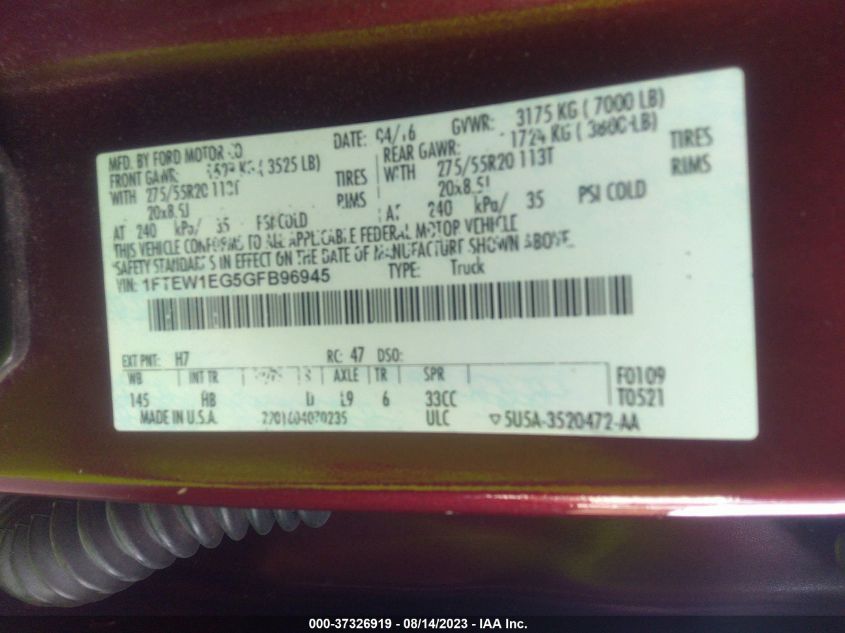 MFD. BY FORD MOTOR CO
DATE: 04/16 GVWR: 3175 KG ( 7000 LB)
FRONT GAWR: KG ( 3525 LB) REAR GAWR: 1724 KG ( 3800 LB)
WITH 275/55R20 113T TIRES WITH 275/55R20 113T TIRES
20x8.5J RIMS 20x8.5J RIMS
AT 240 kPa/ 35 PSI COLD AT 240 kPa/ 35 PSI COLD
THIS VEHICLE CONFORMS TO ALL APPLICABLE FEDERAL MOTOR VEHICLE
SAFETY STANDARDS IN EFFECT ON THE DATE OF MANUFACTURE SHOWN ABOVE.
VIN: 1FTEW1EG5GFB96945 TYPE: Truck
EXT PNT: H7 RC: 47 DSO:
WB INT TR AXLE TR SPR F0109
145 HB D L9 6 33CC T0521
MADE IN U.S.A. ULC ▽ 5U5A-3520472-AA
000-37326919 - 08/14/2023 - IAA Inc.